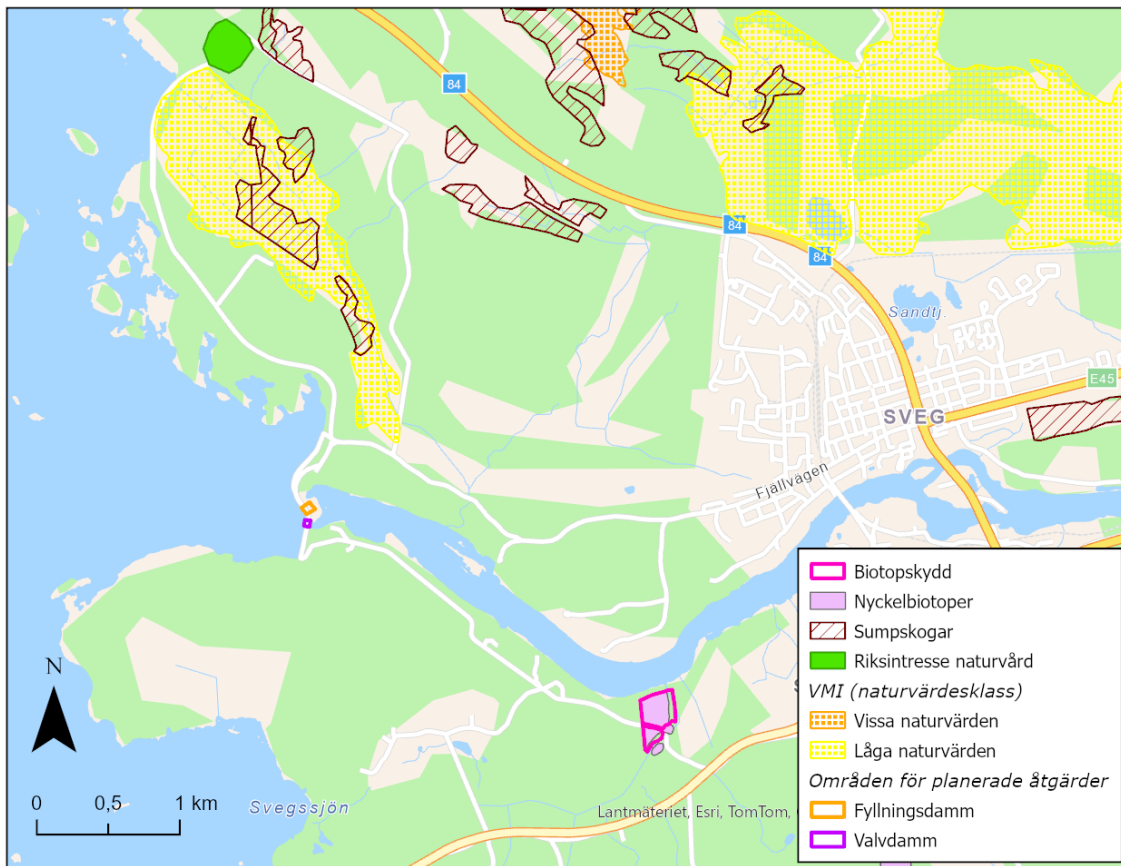 84
84
84
Sandtj.
E45
SVEG
Fjällvägen
N
0 0,5 1 km
Svegssjön
Lantmäteriet, Esri, TomTom,
Biotopskydd
Nyckelbiotoper
Sumpskogar
Riksintresse naturvård
VMI (naturvärdesklass)
Vissa naturvärden
Låga naturvärden
Områden för planerade åtgärder
Fyllningsdamm
Valvdamm